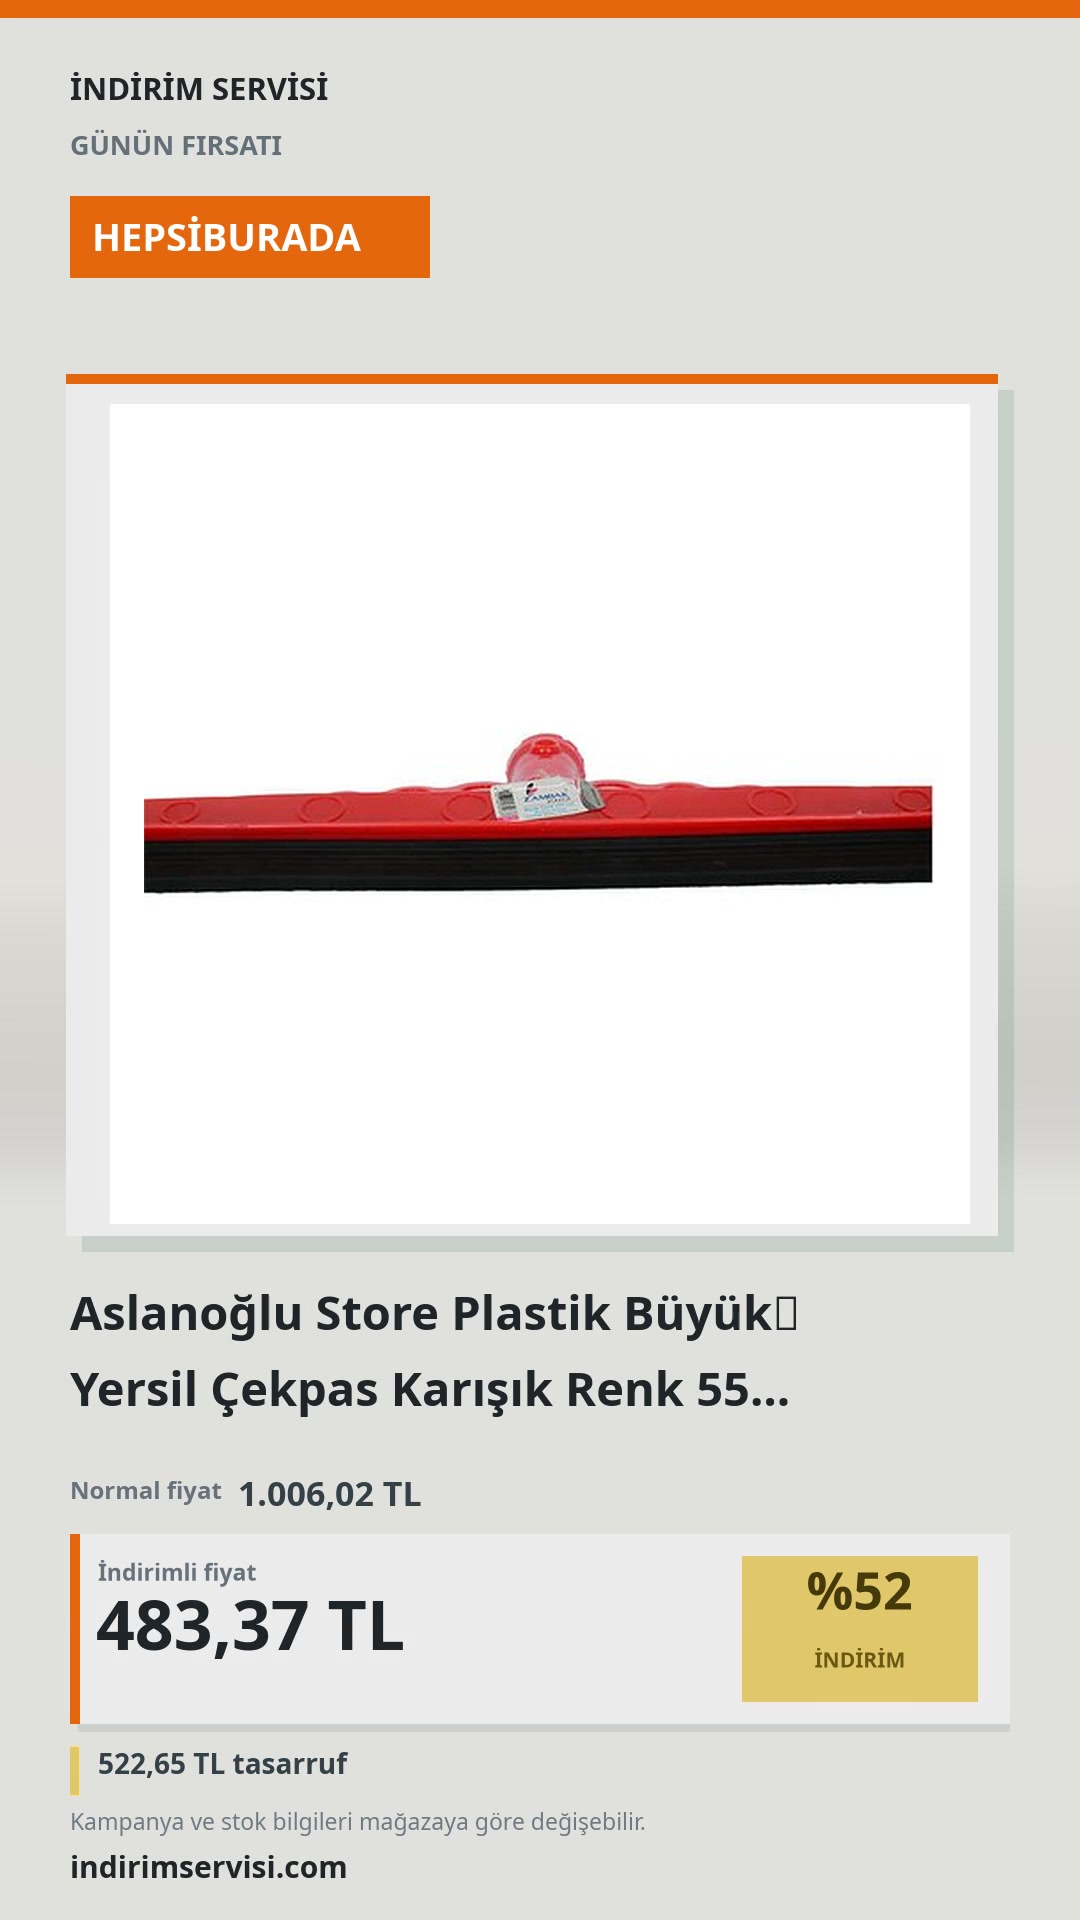 İNDİRİM SERVİSİ
GÜNÜN FIRSATI
HEPSİBURADA
ZAMBAK
Aslanoğlu Store Plastik Büyük
Yersil Çekpas Karışık Renk 55...
Normal fiyat 1.006,02 TL
İndirimli fiyat
483,37 TL
%52
İNDİRİM
522,65 TL tasarruf
Kampanya ve stok bilgileri mağazaya göre değişebilir.
indirimservisi.com